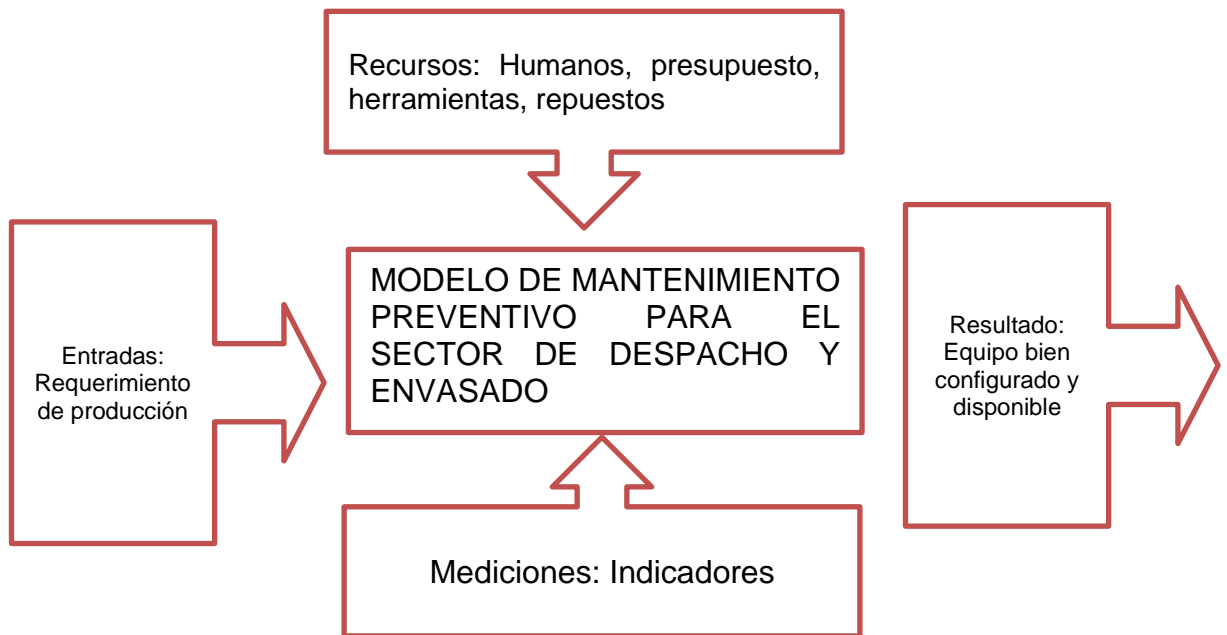 Recursos: Humanos, presupuesto,
herramientas, repuestos
Entradas:
Requerimiento
de producción
MODELO DE MANTENIMIENTO
PREVENTIVO PARA EL
SECTOR DE DESPACHO Y
ENVASADO
Resultado:
Equipo bien
configurado y
disponible
Mediciones: Indicadores